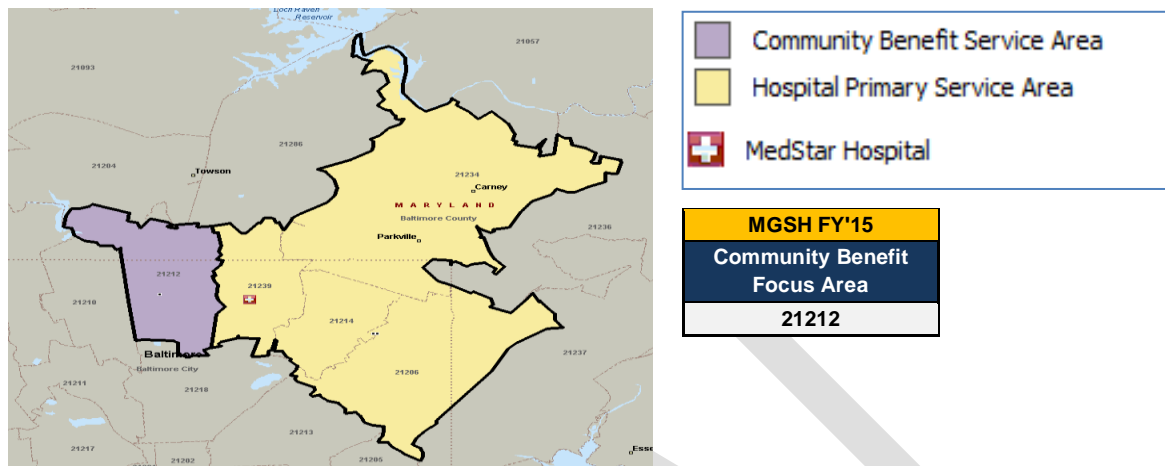 Loch Raven
Reservoir
21057
21093
21204
21286
Towson
21234
Carney
MARYLAND
Baltimore County
Parkville
21236
21212
21239
21210
21214
Baltimore
Baltimore City
21206
21237
21211
21218
21213
21217
21202
21205
Esse
Community Benefit Service Area
Hospital Primary Service Area
MedStar Hospital
MGSH FY'15
Community Benefit
Focus Area
21212